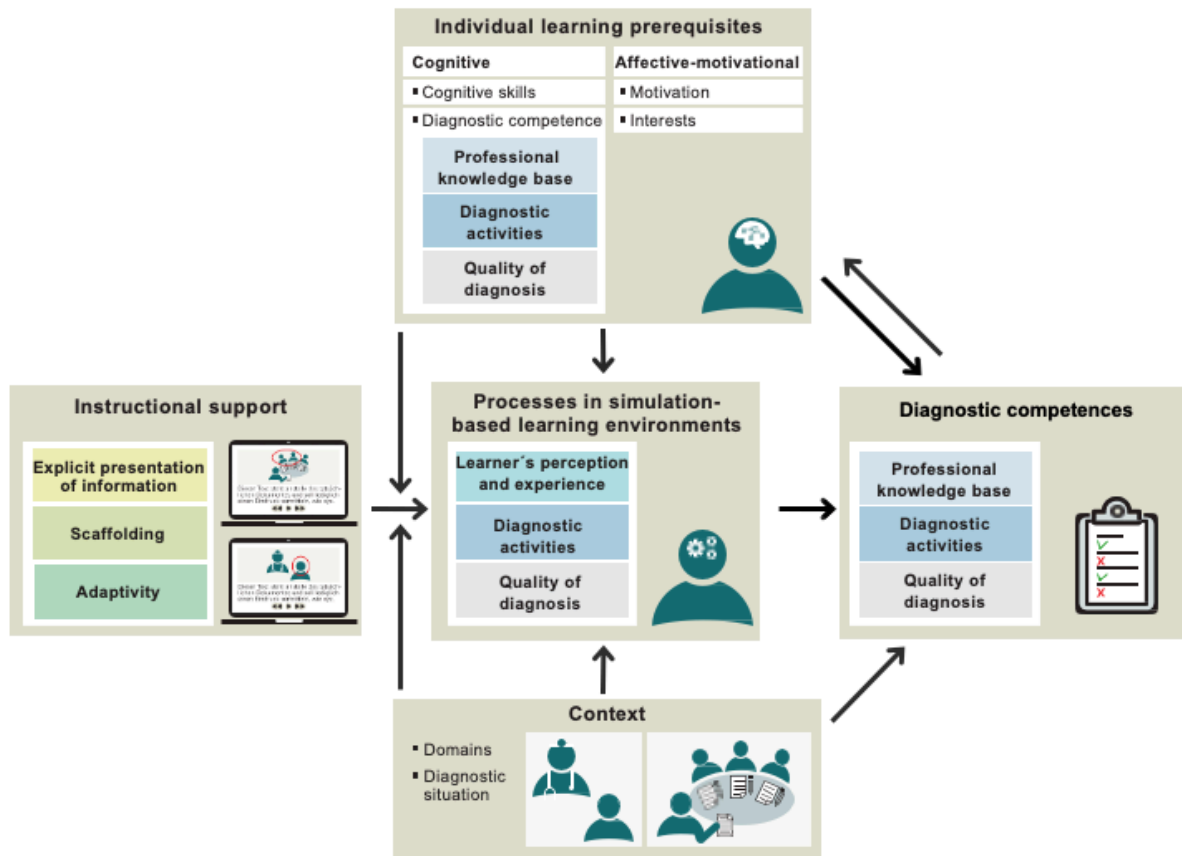 Individual learning prerequisites
Cognitive
Affective-motivational
▪ Cognitive skills
▪ Motivation
▪ Diagnostic competence
▪ Interests
Professional
knowledge base
Diagnostic
activities
Quality of
diagnosis
Instructional support
Explicit presentation
of information
Scaffolding
Adaptivity
Processes in simulation-
based learning environments
Learner´s perception
and experience
Diagnostic
activities
Quality of
diagnosis
Diagnostic competences
Professional
knowledge base
Diagnostic
activities
Quality of
diagnosis
Context
▪ Domains
▪ Diagnostic
situation